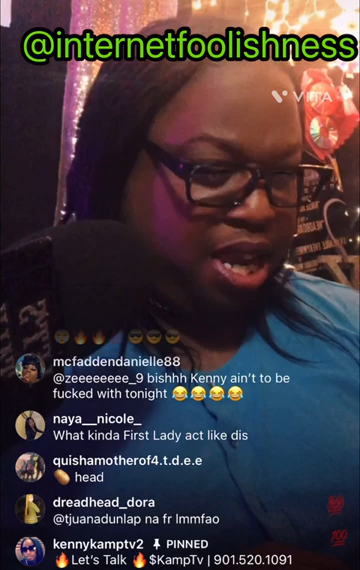 @internetfoolishness
VITA
😎🔥🔥 😎😎😎
mcfaddendanielle88
@zeeeeeeee_9 bishhh Kenny ain't to be
fucked with tonight 😂😂😂😂
naya__nicole_
What kinda First Lady act like dis
quishamotherof4.t.d.e.e
🥔 head
dreadhead_dora
@tjuanadunlap na fr lmmfao
kennykamptv2 📌 PINNED
🔥Let's Talk 🔥$KampTv | 901.520.1091
💯
💯